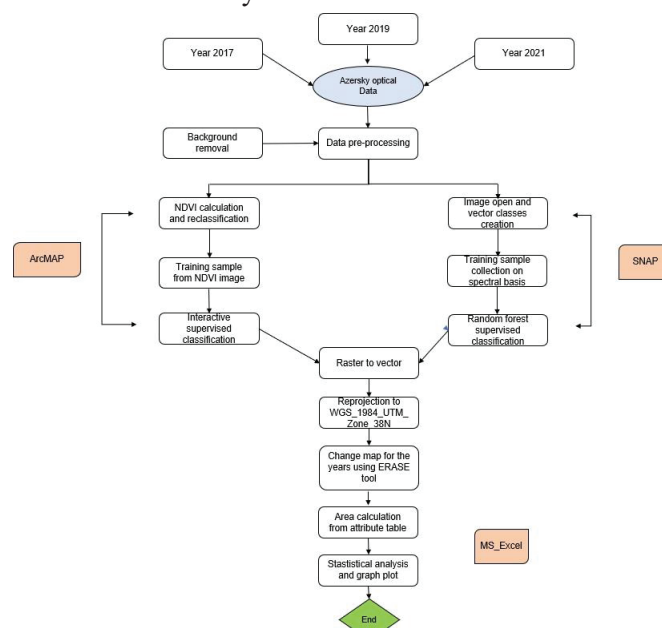 Year 2019
Year 2017
Year 2021
Azersky optical
Data
Background
removal
Data pre-processing
NDVI calculation
and reclassification
Image open and
vector classes
creation
ArcMAP
SNAP
Training sample
from NDVI image
Training sample
collection on
spectral basis
Interactive
supervised
classification
Random forest
supervised
classification
Raster to vector
Reprojection to
WGS_1984_UTM_
Zone_38N
Change map for the
years using ERASE
tool
Area calculation
from attribute table
MS_Excel
Stastistical analysis
and graph plot
End